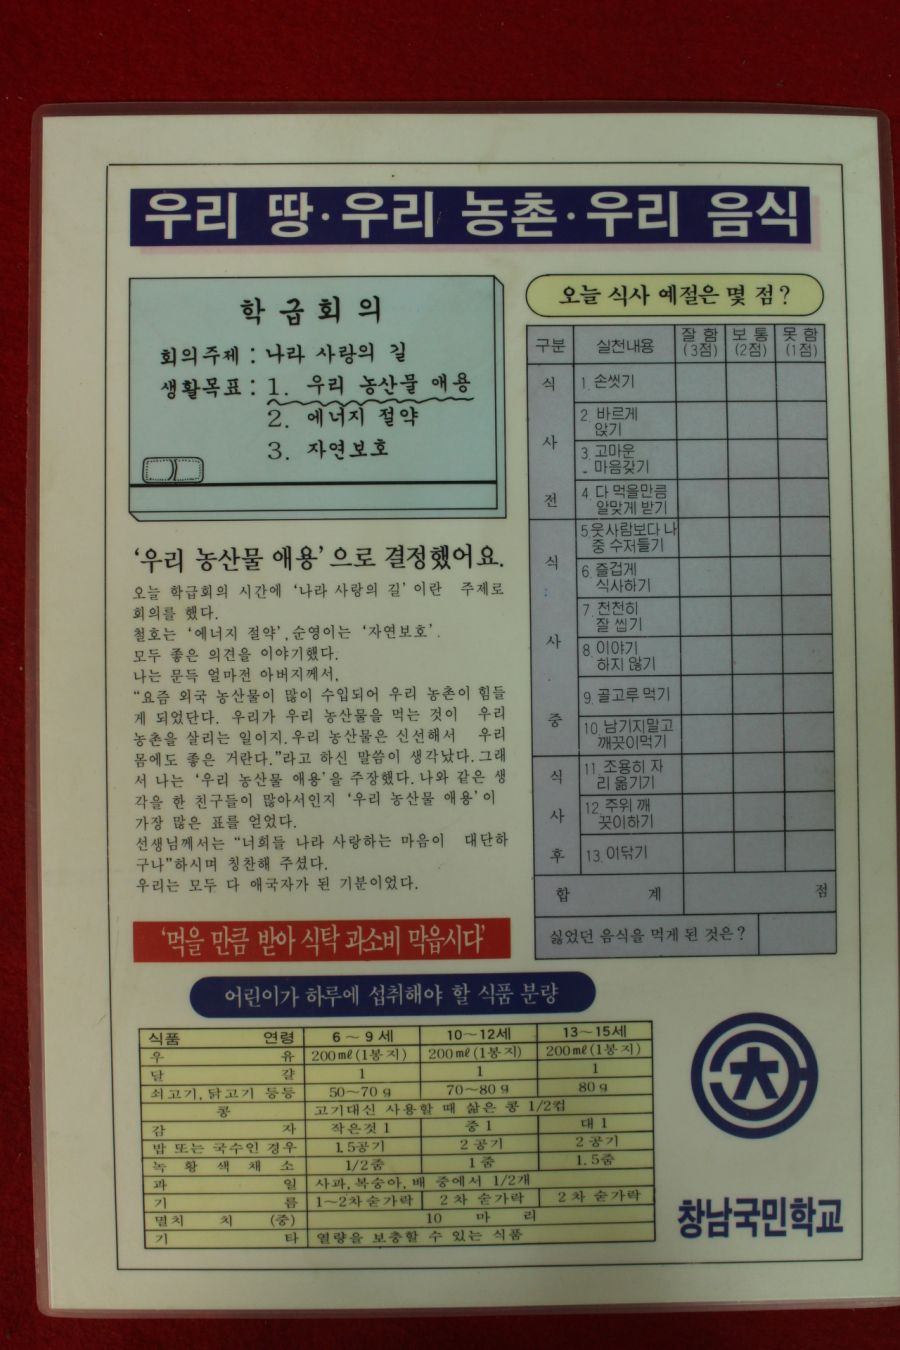 우리 땅·우리 농촌·우리 음식
학급회의
회의주제 : 나라 사랑의 길
생활목표 : 1. 우리 농산물 애용
2. 에너지 절약
3. 자연보호
‘우리 농산물 애용’으로 결정했어요.
오늘 학급회의 시간에 ‘나라 사랑의 길’이란 주제로
회의를 했다.
철호는 ‘에너지 절약’, 순영이는 ‘자연보호’.
모두 좋은 의견을 이야기했다.
나는 문득 얼마전 아버지께서,
“요즘 외국 농산물이 많이 수입되어 우리 농촌이 힘들
게 되었단다. 우리가 우리 농산물을 먹는 것이 우리
농촌을 살리는 일이지. 우리 농산물은 신선해서 우리
몸에도 좋은 거란다.”라고 하신 말씀이 생각났다. 그래
서 나는 ‘우리 농산물 애용’을 주장했다. 나와 같은 생
각을 한 친구들이 많아서인지 ‘우리 농산물 애용’이
가장 많은 표를 얻었다.
선생님께서는 “너희들 나라 사랑하는 마음이 대단하
구나”하시며 칭찬해 주셨다.
우리는 모두 다 애국자가 된 기분이었다.
‘먹을 만큼 받아 식탁 과소비 막읍시다’
오늘 식사 예절은 몇 점?
구분 실천내용 잘 함 (3점) 보 통 (2점) 못 함 (1점)
식 사 전
1. 손씻기
2. 바르게
앉기
3. 고마운
마음갖기
4. 다 먹을만큼
알맞게 받기
식 사 중
5. 웃사람보다 나
중 수저들기
6. 즐겁게
식사하기
7. 천천히
잘 씹기
8. 이야기
하지 않기
9. 골고루 먹기
10. 남기지말고
깨끗이먹기
식 사 후
11. 조용히 자
리 옮기기
12. 주위 깨
끗이하기
13. 이닦기
합 계 점
싫었던 음식을 먹게 된 것은?
어린이가 하루에 섭취해야 할 식품 분량
식품 연령 6～9세 10～12세 13～15세
우 유 200㎖(1봉지) 200㎖(1봉지) 200㎖(1봉지)
달 걀 1 1 1
쇠고기, 닭고기 등등 50～70g 70～80g 80g
콩 고기대신 사용할 때 삶은 콩 1/2컵
감 자 작은것 1 중 1 대 1
밥 또는 국수인 경우 1.5공기 2 공기 2 공기
녹 황 색 채 소 1/2줌 1 줌 1.5줌
과 일 사과, 복숭아, 배 중에서 1/2개
기 름 1～2차숟가락 2 차 숟가락 2 차 숟가락
멸치 치 (중) 10 마 리
기 타 열량을 보충할 수 있는 식품
대
창남국민학교